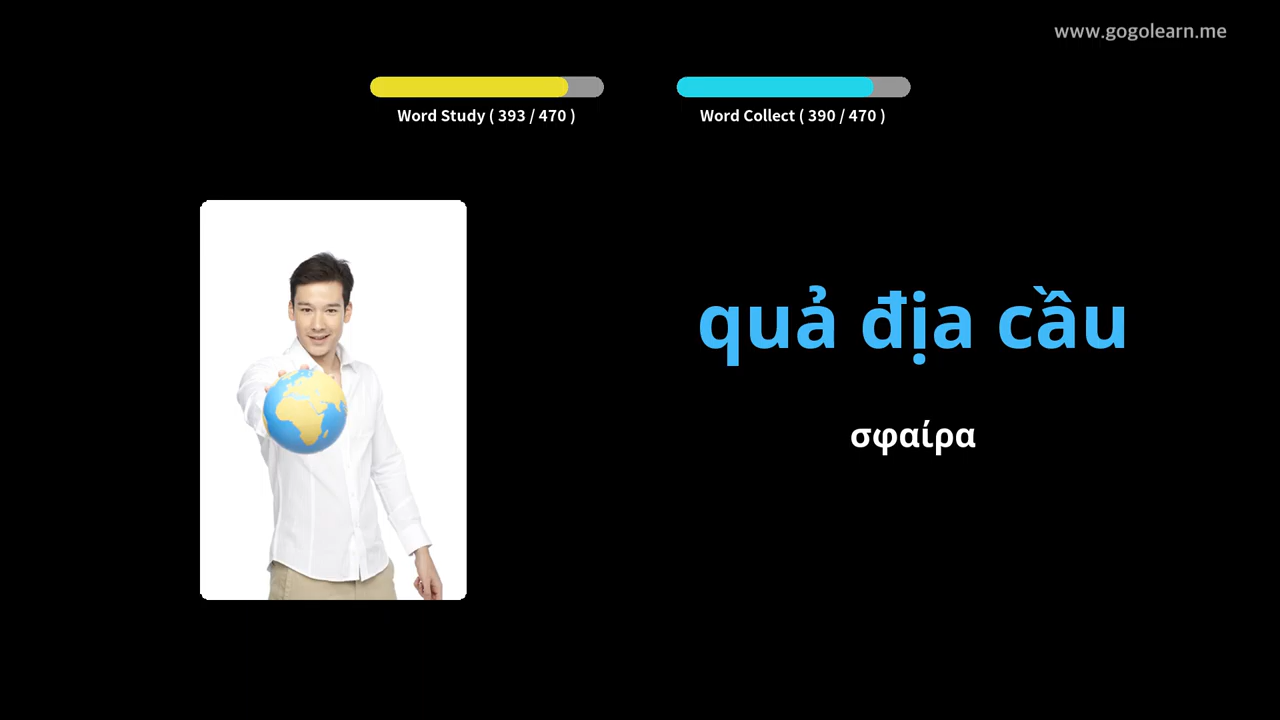 www.gogolearn.me
Word Study ( 393 / 470 )
Word Collect ( 390 / 470 )
quả địa cầu
σφαίρα